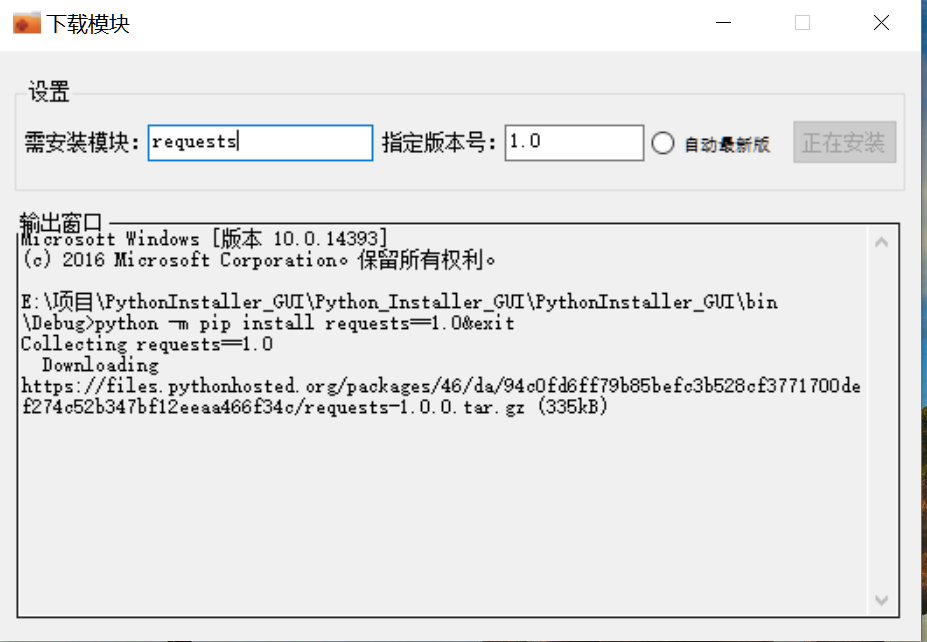 下载模块
设置
需安装模块： requests 指定版本号： 1.0 自动最新版 正在安装
输出窗口
Microsoft Windows [版本 10.0.14393]
(c) 2016 Microsoft Corporation。保留所有权利。
E:\项目\PythonInstaller_GUI\Python_Installer_GUI\PythonInstaller_GUI\bin
\Debug>python -m pip install requests==1.0&exit
Collecting requests==1.0
Downloading
https://files.pythonhosted.org/packages/46/da/94c0fd6ff79b85befc3b528cf3771700de
f274c52b347bf12eeaa466f34c/requests-1.0.0.tar.gz (335kB)